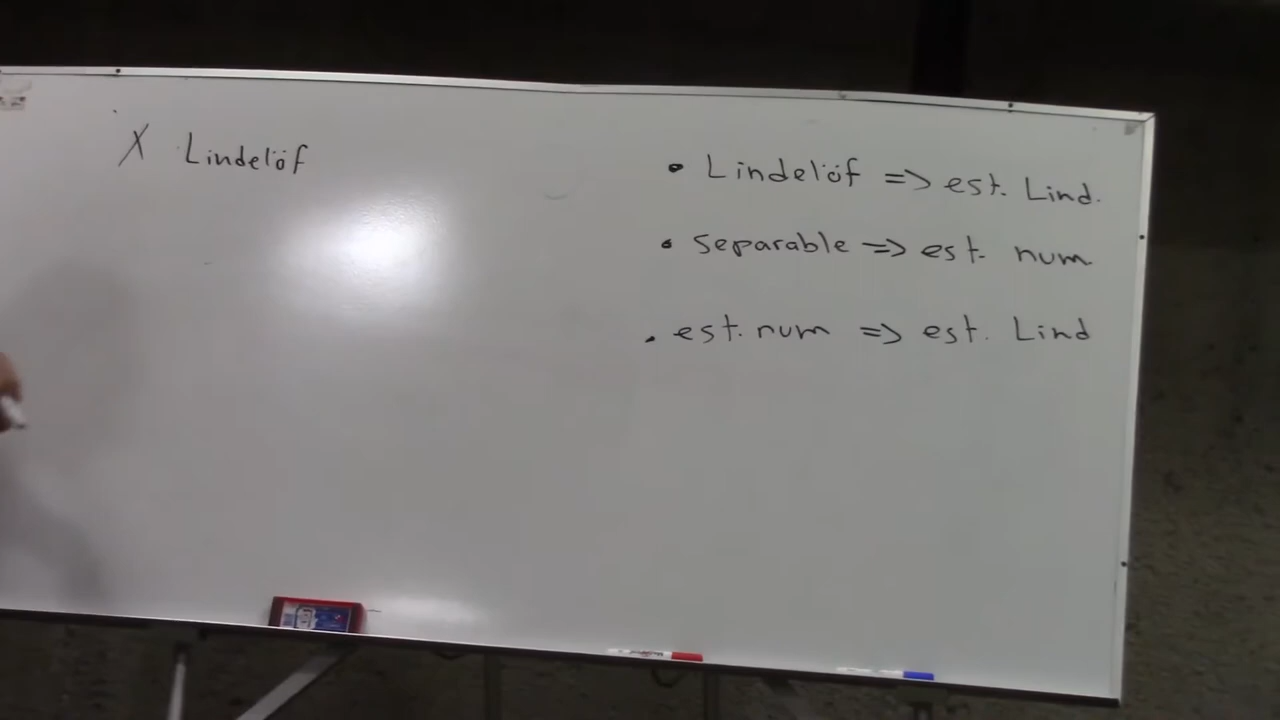 X Lindelöf
• Lindelöf => est. Lind.
• separable => est. num.
• est. num => est. Lind